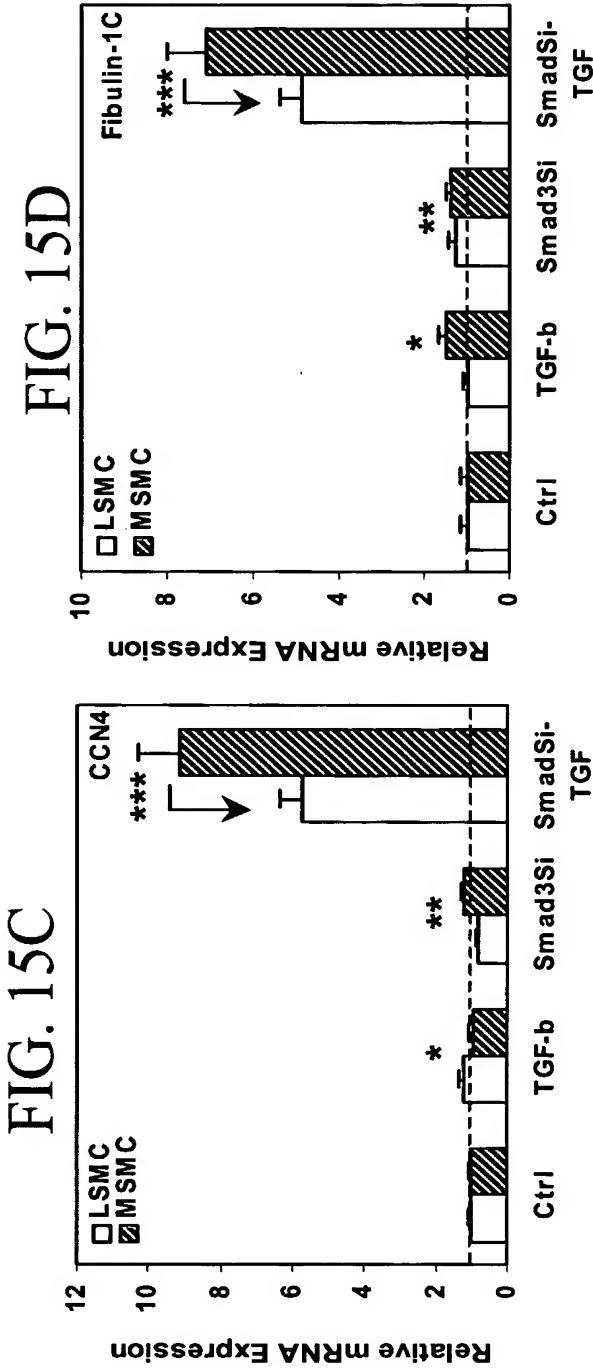 FIG. 15C
CCN4
LSMC
MSMC
Relative mRNA Expression
12
10
8
6
4
2
0
*
**
***
Ctrl
TGF-b
Smad3Si
SmadSi-
TGF
FIG. 15D
Fibulin-1C
LSMC
MSMC
Relative mRNA Expression
10
8
6
4
2
0
*
**
***
Ctrl
TGF-b
Smad3Si
SmadSi-
TGF